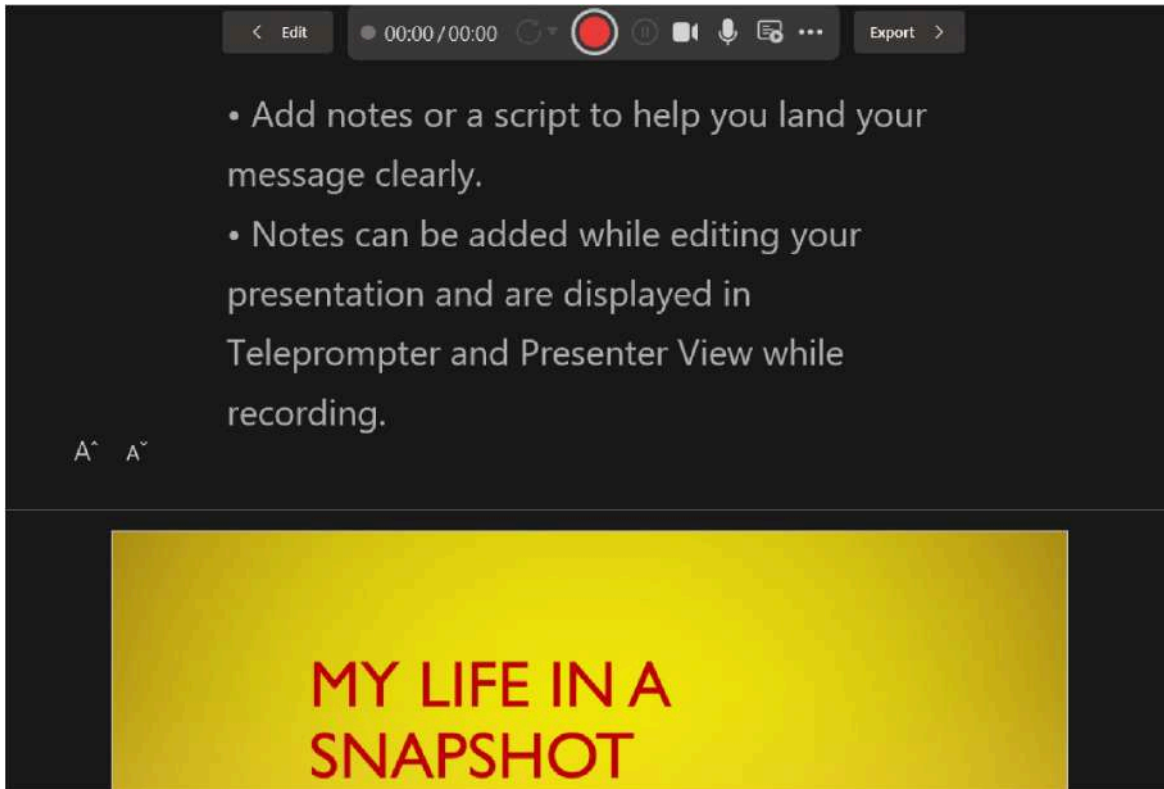 Edit
00:00 / 00:00
Export
• Add notes or a script to help you land your
message clearly.
• Notes can be added while editing your
presentation and are displayed in
Teleprompter and Presenter View while
recording.
A A
MY LIFE IN A
SNAPSHOT